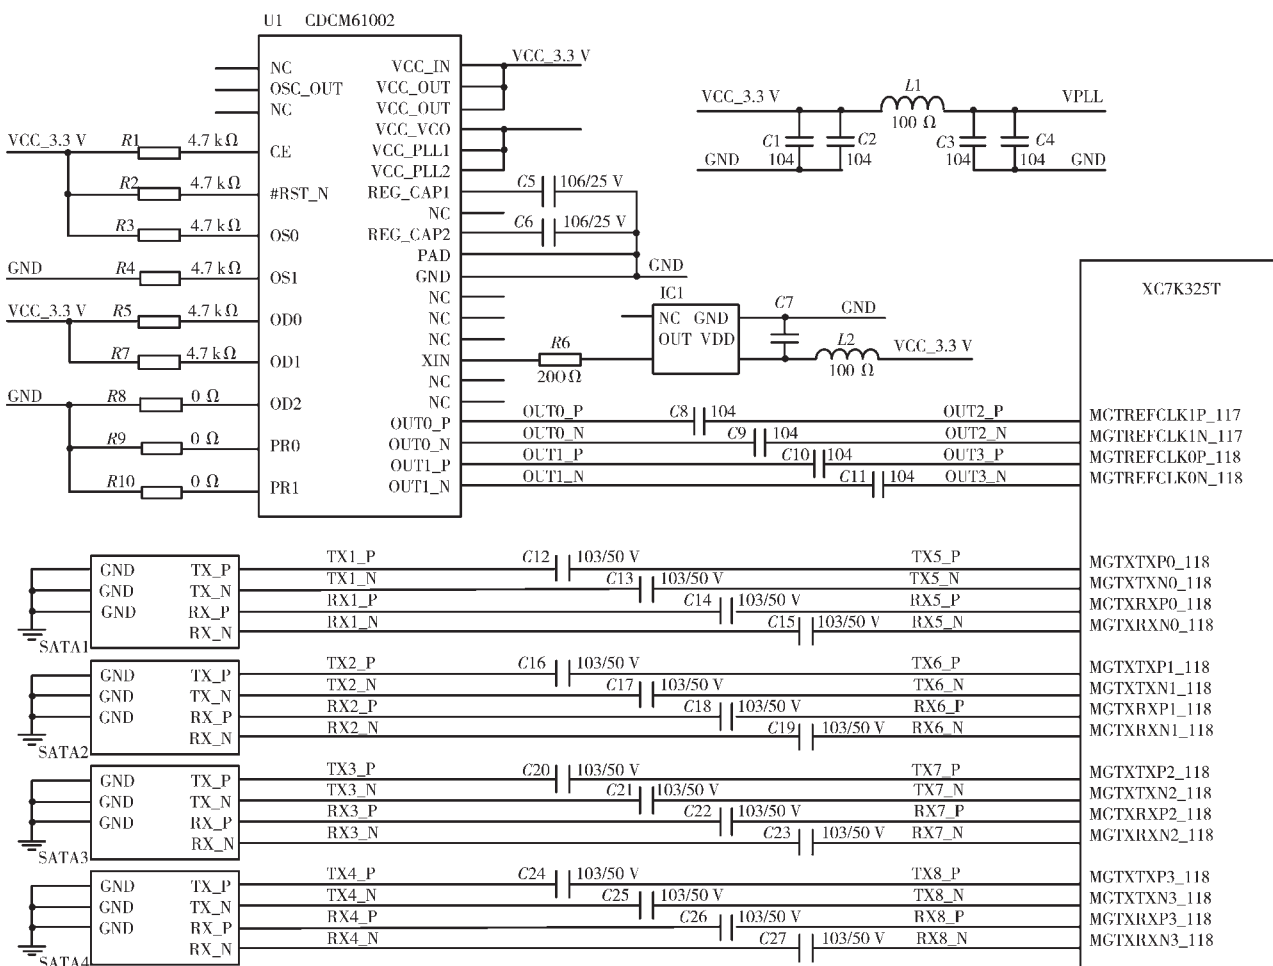 U1 CDCM61002
NC
OSC_OUT
NC
VCC_3.3 V R1 4.7 kΩ CE
R2 4.7 kΩ #RST_N
R3 4.7 kΩ OS0
GND R4 4.7 kΩ OS1
VCC_3.3 V R5 4.7 kΩ OD0
R7 4.7 kΩ OD1
GND R8 0 Ω OD2
R9 0 Ω PR0
R10 0 Ω PR1
VCC_IN VCC_3.3 V
VCC_OUT
VCC_OUT
VCC_VCO
VCC_PLL1
VCC_PLL2
REG_CAP1 C5 106/25 V
NC
REG_CAP2 C6 106/25 V
PAD
GND GND
NC
NC
NC
XIN R6 200Ω
NC
NC
OUT0_P OUT0_P C8 104 OUT2_P MGTREFCLK1P_117
OUT0_N OUT0_N C9 104 OUT2_N MGTREFCLK1N_117
OUT1_P OUT1_P C10 104 OUT3_P MGTREFCLK0P_118
OUT1_N OUT1_N C11 104 OUT3_N MGTREFCLK0N_118
VCC_3.3 V L1 VPLL
100 Ω
C1 C2 C3 C4
104 104 104 104
GND GND
IC1 C7
NC GND GND
OUT VDD L2 VCC_3.3 V
100 Ω
XC7K325T
GND TX_P TX1_P C12 103/50 V TX5_P MGTXTXP0_118
GND TX_N TX1_N C13 103/50 V TX5_N MGTXTXN0_118
GND RX_P RX1_P C14 103/50 V RX5_P MGTXRXP0_118
RX_N RX1_N C15 103/50 V RX5_N MGTXRXN0_118
SATA1
GND TX_P TX2_P C16 103/50 V TX6_P MGTXTXP1_118
GND TX_N TX2_N C17 103/50 V TX6_N MGTXTXN1_118
GND RX_P RX2_P C18 103/50 V RX6_P MGTXRXP1_118
RX_N RX2_N C19 103/50 V RX6_N MGTXRXN1_118
SATA2
GND TX_P TX3_P C20 103/50 V TX7_P MGTXTXP2_118
GND TX_N TX3_N C21 103/50 V TX7_N MGTXTXN2_118
GND RX_P RX3_P C22 103/50 V RX7_P MGTXRXP2_118
RX_N RX3_N C23 103/50 V RX7_N MGTXRXN2_118
SATA3
GND TX_P TX4_P C24 103/50 V TX8_P MGTXTXP3_118
GND TX_N TX4_N C25 103/50 V TX8_N MGTXTXN3_118
GND RX_P RX4_P C26 103/50 V RX8_P MGTXRXP3_118
RX_N RX4_N C27 103/50 V RX8_N MGTXRXN3_118
SATA4